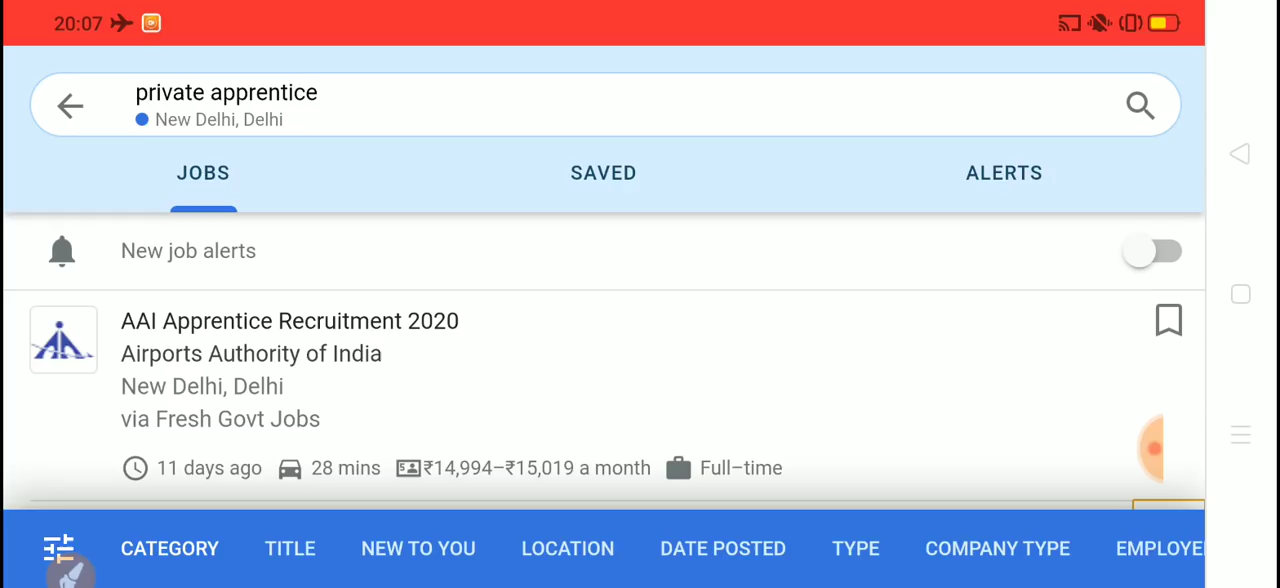 20:07
private apprentice
New Delhi, Delhi
JOBS SAVED ALERTS
New job alerts
AAI Apprentice Recruitment 2020
Airports Authority of India
New Delhi, Delhi
via Fresh Govt Jobs
11 days ago 28 mins ₹14,994–₹15,019 a month Full–time
CATEGORY TITLE NEW TO YOU LOCATION DATE POSTED TYPE COMPANY TYPE EMPLOYE